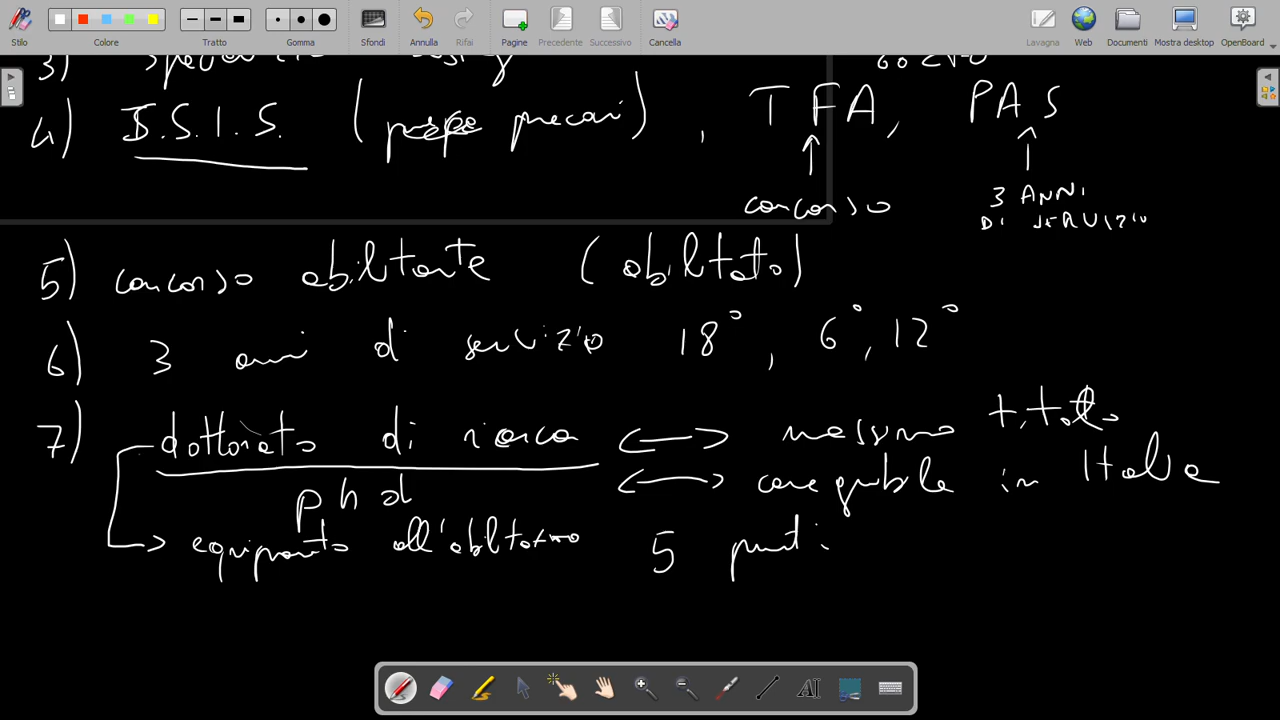 Stilo Colore Tratto Gomma Sfondi Annulla Rifai Pagine Precedente Successivo Cancella Lavagna Web Documenti Mostra desktop OpenBoard
3)
4) S.S.I.S. ( precari) , TFA, PAS
concorso 3 ANNI
DI SERVIZIO
5) concorso abilitante (abilitato)
6) 3 anni di servizio 18°, 6°, 12°
7) dottorato di ricerca ↔ massimo titolo
phd ↔ conseguibile in Italia
equiparato all'abilitazione 5 punti